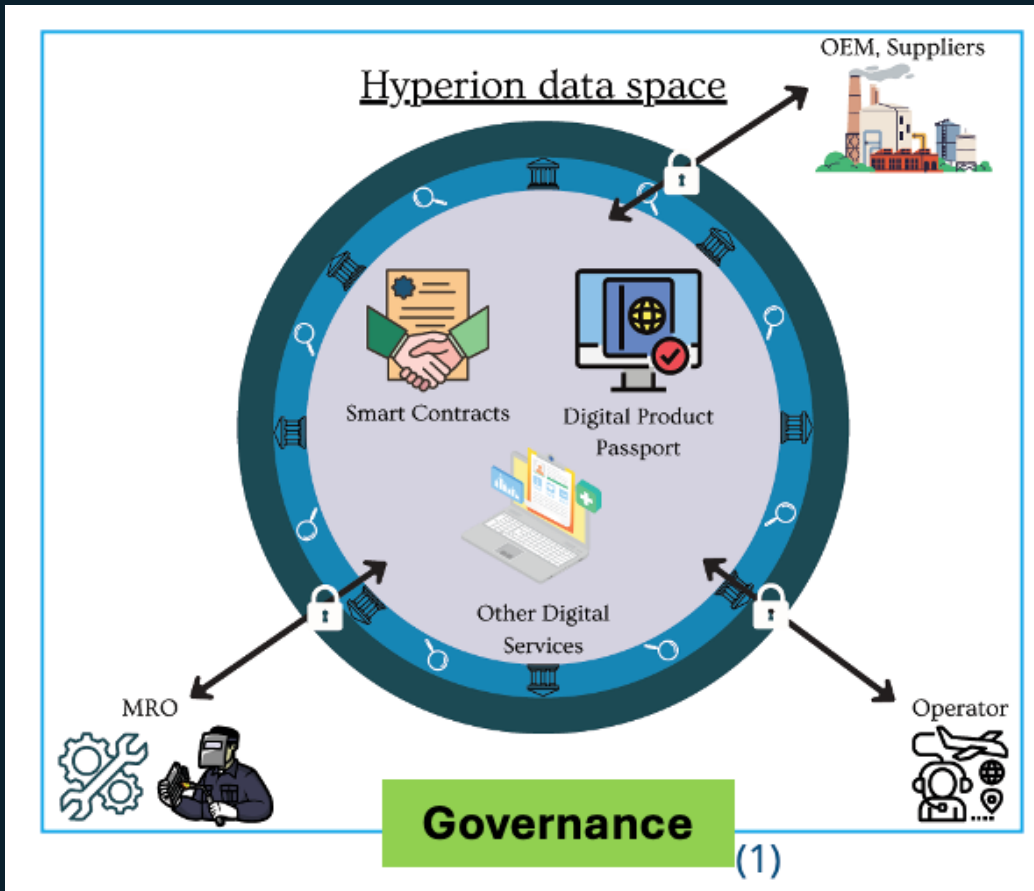 OEM, Suppliers
Hyperion data space
Smart Contracts
Digital Product
Passport
Other Digital
Services
MRO
Operator
Governance
(1)